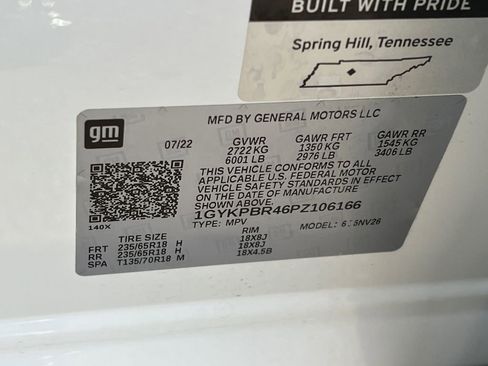 BUILT WITH PRIDE
Spring Hill, Tennessee
gm
MFD BY GENERAL MOTORS LLC
07/22 GVWR GAWR FRT GAWR RR
2722 KG 1350 KG 1545 KG
6001 LB 2976 LB 3406 LB
THIS VEHICLE CONFORMS TO ALL
APPLICABLE U.S. FEDERAL MOTOR
VEHICLE SAFETY STANDARDS IN EFFECT
ON THE DATE OF MANUFACTURE
SHOWN ABOVE.
1GYKPBR46PZ106166
140X TYPE: MPV MODEL:
TIRE SIZE RIM
FRT 235/65R18 H 18X8J
RR 235/65R18 H 18X8J
SPA T135/70R18 M 18X4.5B